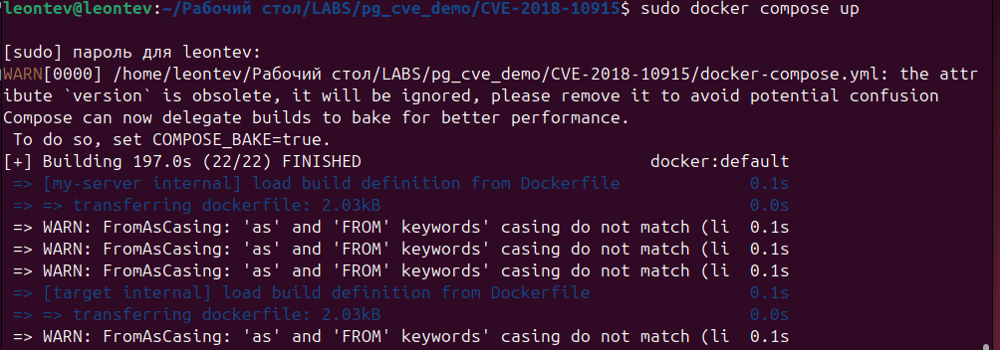 leontev@leontev:~/Рабочий стол/LABS/pg_cve_demo/CVE-2018-10915$ sudo docker compose up
[sudo] пароль для leontev:
WARN[0000] /home/leontev/Рабочий стол/LABS/pg_cve_demo/CVE-2018-10915/docker-compose.yml: the attr
ibute `version` is obsolete, it will be ignored, please remove it to avoid potential confusion
Compose can now delegate builds to bake for better performance.
 To do so, set COMPOSE_BAKE=true.
[+] Building 197.0s (22/22) FINISHED docker:default
 => [my-server internal] load build definition from Dockerfile 0.1s
 => => transferring dockerfile: 2.03kB 0.0s
 => WARN: FromAsCasing: 'as' and 'FROM' keywords' casing do not match (li 0.1s
 => WARN: FromAsCasing: 'as' and 'FROM' keywords' casing do not match (li 0.1s
 => WARN: FromAsCasing: 'as' and 'FROM' keywords' casing do not match (li 0.1s
 => [target internal] load build definition from Dockerfile 0.1s
 => => transferring dockerfile: 2.03kB 0.0s
 => WARN: FromAsCasing: 'as' and 'FROM' keywords' casing do not match (li 0.1s